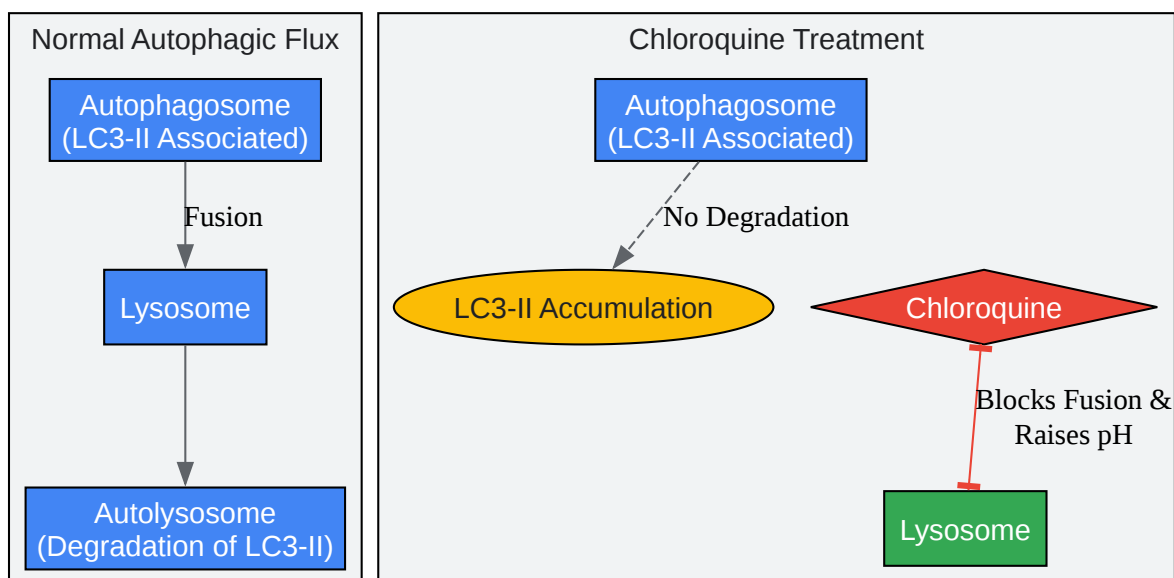 Normal Autophagic Flux
Autophagosome
(LC3-II Associated)
Fusion
Lysosome
Autolysosome
(Degradation of LC3-II)
Chloroquine Treatment
Autophagosome
(LC3-II Associated)
No Degradation
LC3-II Accumulation
Chloroquine
Blocks Fusion &
Raises pH
Lysosome